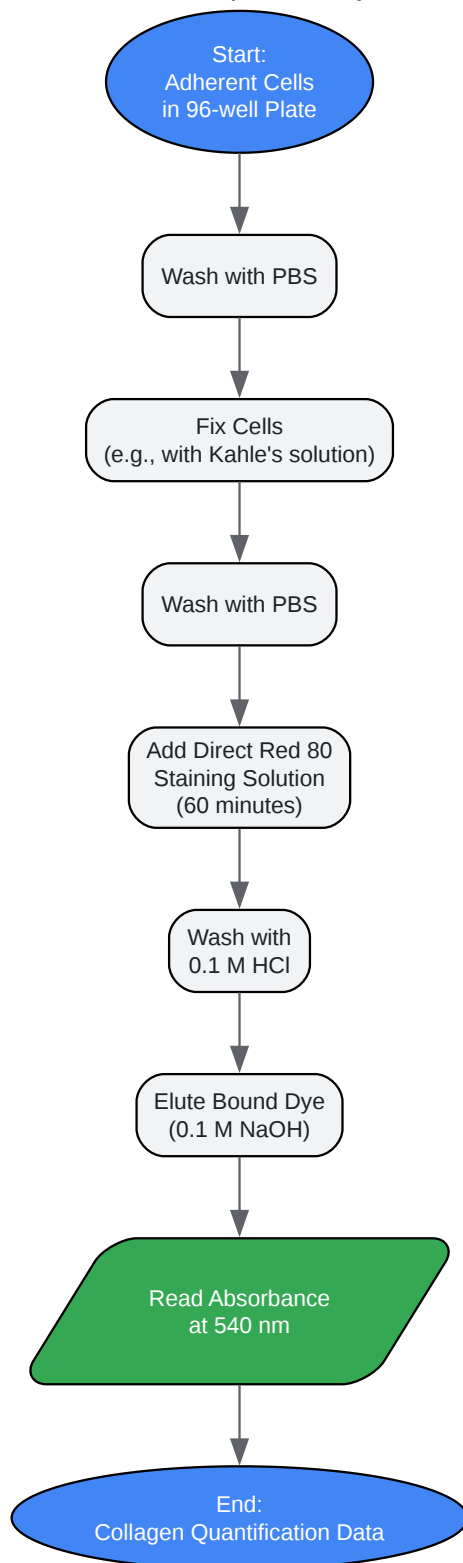 Start:
Adherent Cells
in 96-well Plate
Wash with PBS
Fix Cells
(e.g., with Kahle's solution)
Wash with PBS
Add Direct Red 80
Staining Solution
(60 minutes)
Wash with
0.1 M HCl
Elute Bound Dye
(0.1 M NaOH)
Read Absorbance
at 540 nm
End:
Collagen Quantification Data